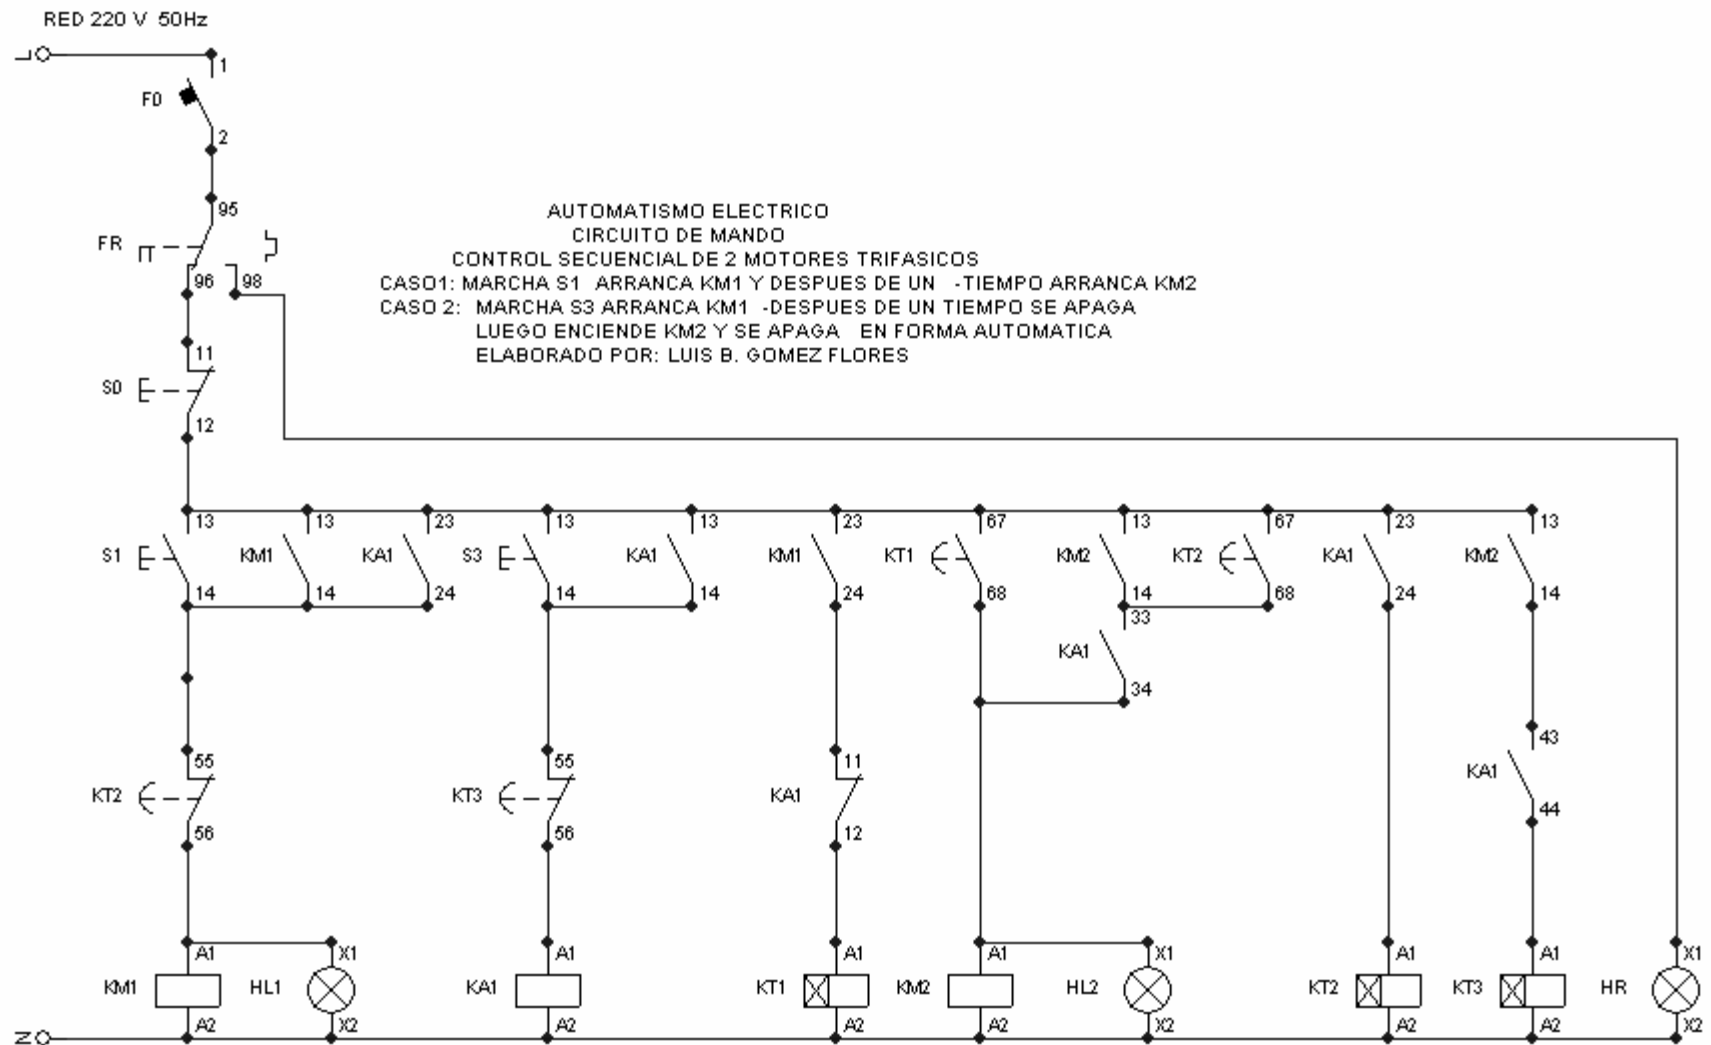 RED 220 V 50Hz
L
1
F0
2
95
FR
96 98
AUTOMATISMO ELECTRICO
CIRCUITO DE MANDO
CONTROL SECUENCIAL DE 2 MOTORES TRIFASICOS
CASO1: MARCHA S1 ARRANCA KM1 Y DESPUES DE UN -TIEMPO ARRANCA KM2
CASO 2: MARCHA S3 ARRANCA KM1 -DESPUES DE UN TIEMPO SE APAGA
LUEGO ENCIENDE KM2 Y SE APAGA EN FORMA AUTOMATICA
ELABORADO POR: LUIS B. GOMEZ FLORES
11
S0
12
13 13 23 13 13 23 67 13 67 23 13
S1 KM1 KA1 S3 KA1 KM1 KT1 KM2 KT2 KA1 KM2
14 14 24 14 14 24 68 14 68 24 14
33
KA1
34
43
KA1
44
55 55 11
KT2 KT3 KA1
56 56 12
A1 X1 A1 A1 A1 X1 A1 A1 X1
KM1 HL1 KA1 KT1 KM2 HL2 KT2 KT3 HR
A2 X2 A2 A2 A2 X2 A2 A2 X2
N